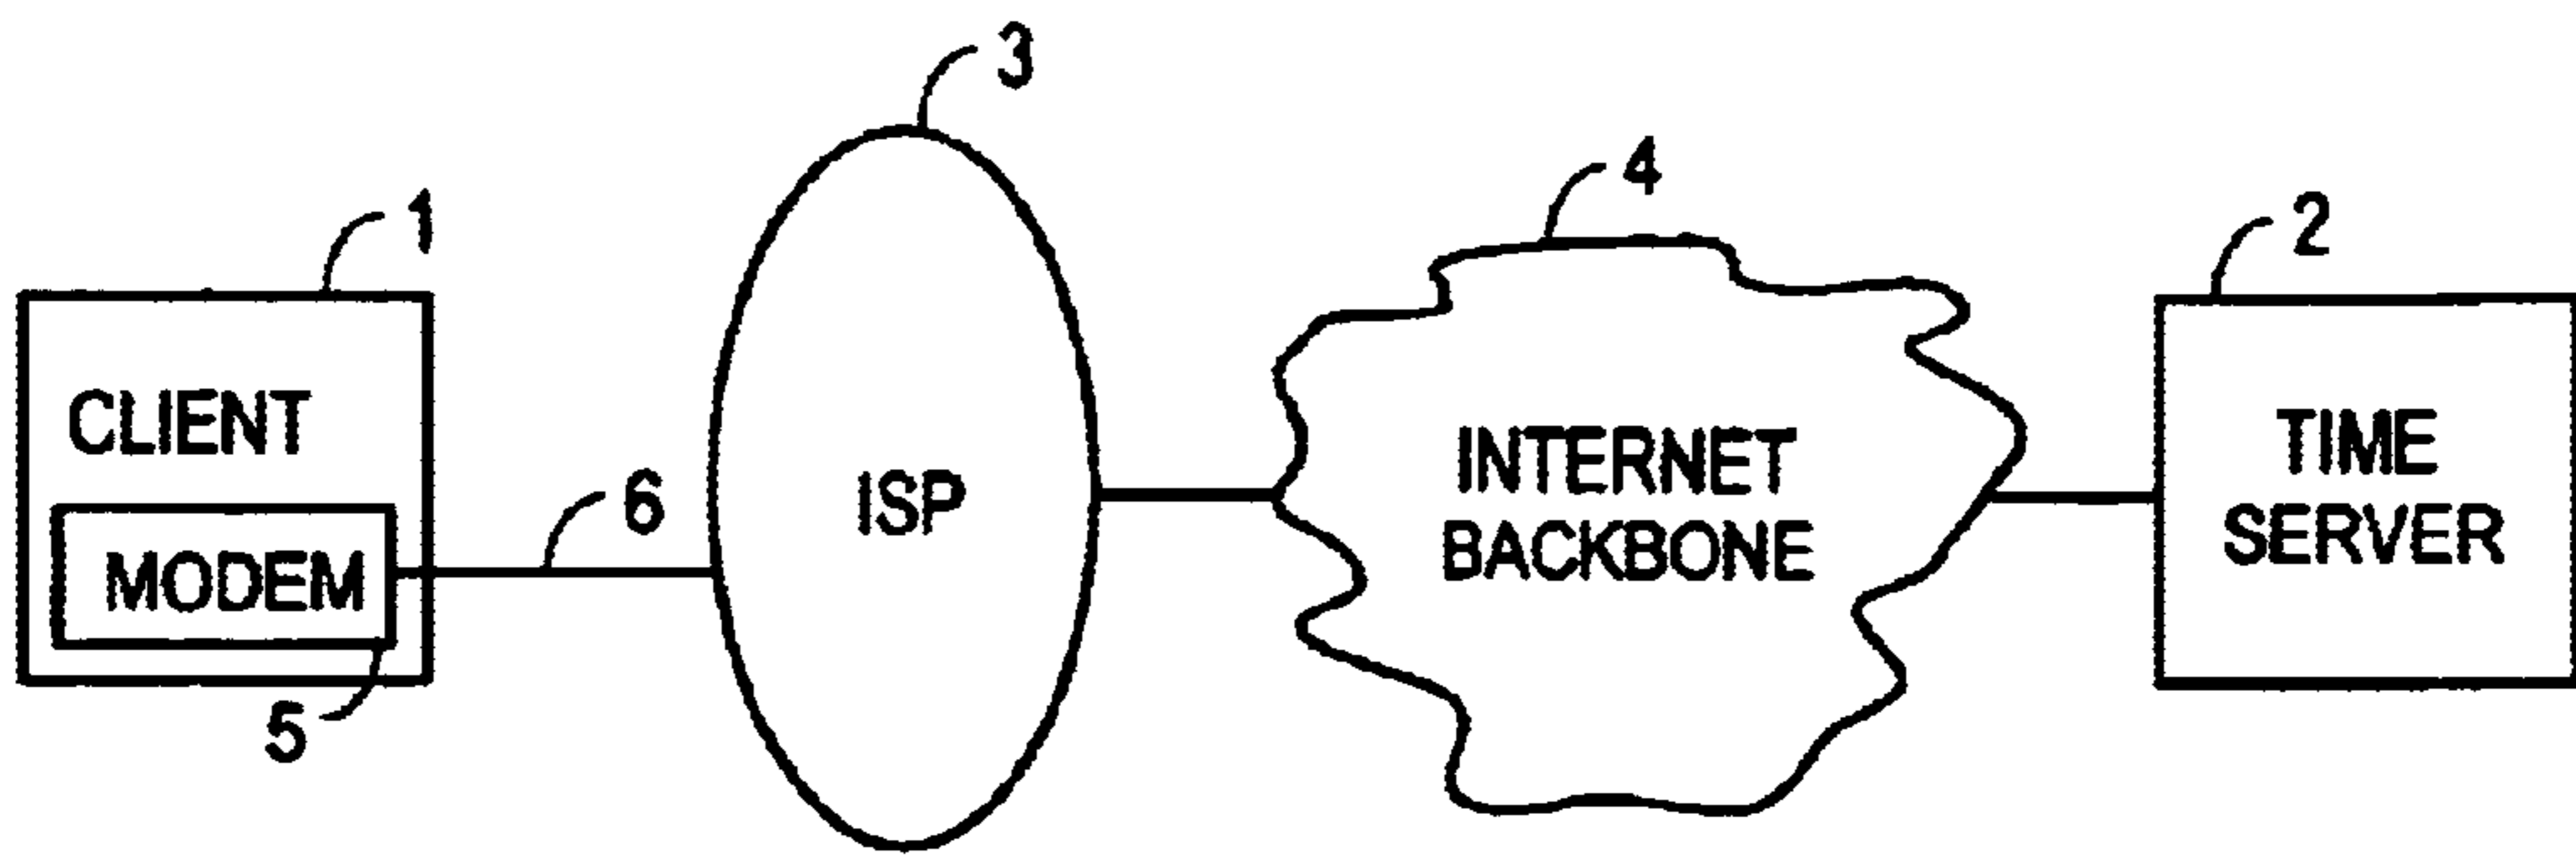 3
4
1
2
CLIENT
INTERNET
TIME
6
ISP
BACKBONE
SERVER
MODEM
5